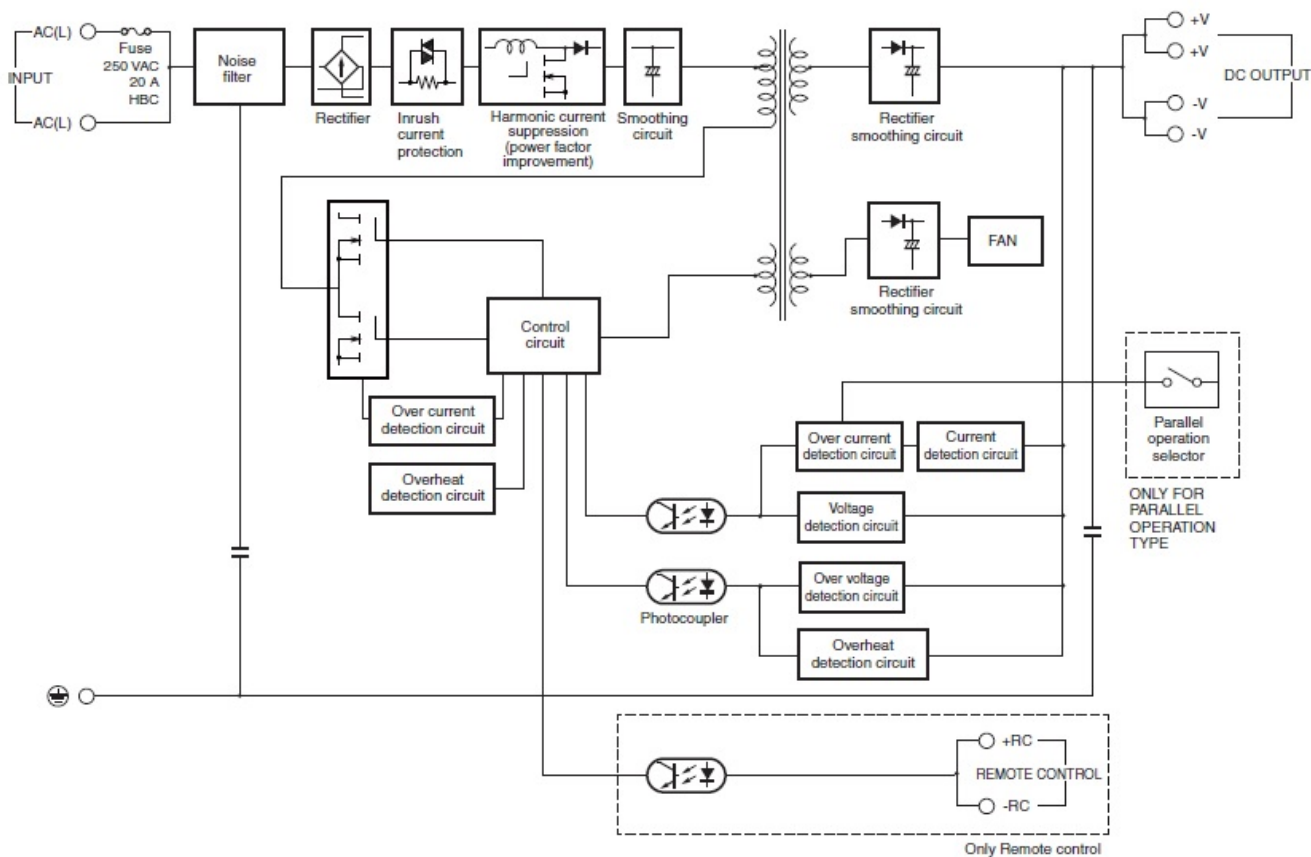 AC(L)
Fuse
250 VAC
20 A
HBC
INPUT
AC(L)
Noise
filter
Rectifier
Inrush
current
protection
Harmonic current
suppression
(power factor
improvement)
Smoothing
circuit
Rectifier
smoothing circuit
+V
+V
DC OUTPUT
-V
-V
Rectifier
smoothing circuit
FAN
Control
circuit
Over current
detection circuit
Overheat
detection circuit
Over current
detection circuit
Current
detection circuit
Parallel
operation
selector
ONLY FOR
PARALLEL
OPERATION
TYPE
Voltage
detection circuit
Photocoupler
Over voltage
detection circuit
Overheat
detection circuit
+RC
REMOTE CONTROL
-RC
Only Remote control